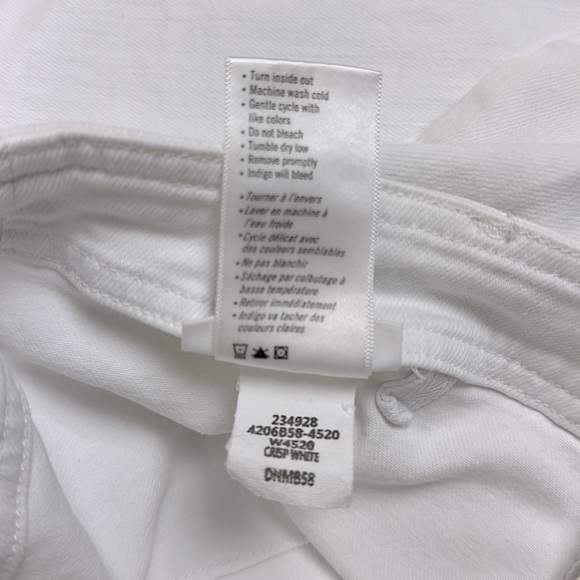 • Turn inside out
• Machine wash cold
• Gentle cycle with
like colors
• Do not bleach
• Tumble dry low
• Remove promptly
• Indigo will bleed
• Tourner à l'envers
• Laver en machine à
l'eau froide
• Cycle délicat avec
des couleurs semblables
• Ne pas blanchir
• Séchage par culbutage à
basse température
• Retirer immédiatement
• Indigo va tacher des
couleurs claires
234928
4206B58-4520
W4520
CRISP WHITE
DNMB58